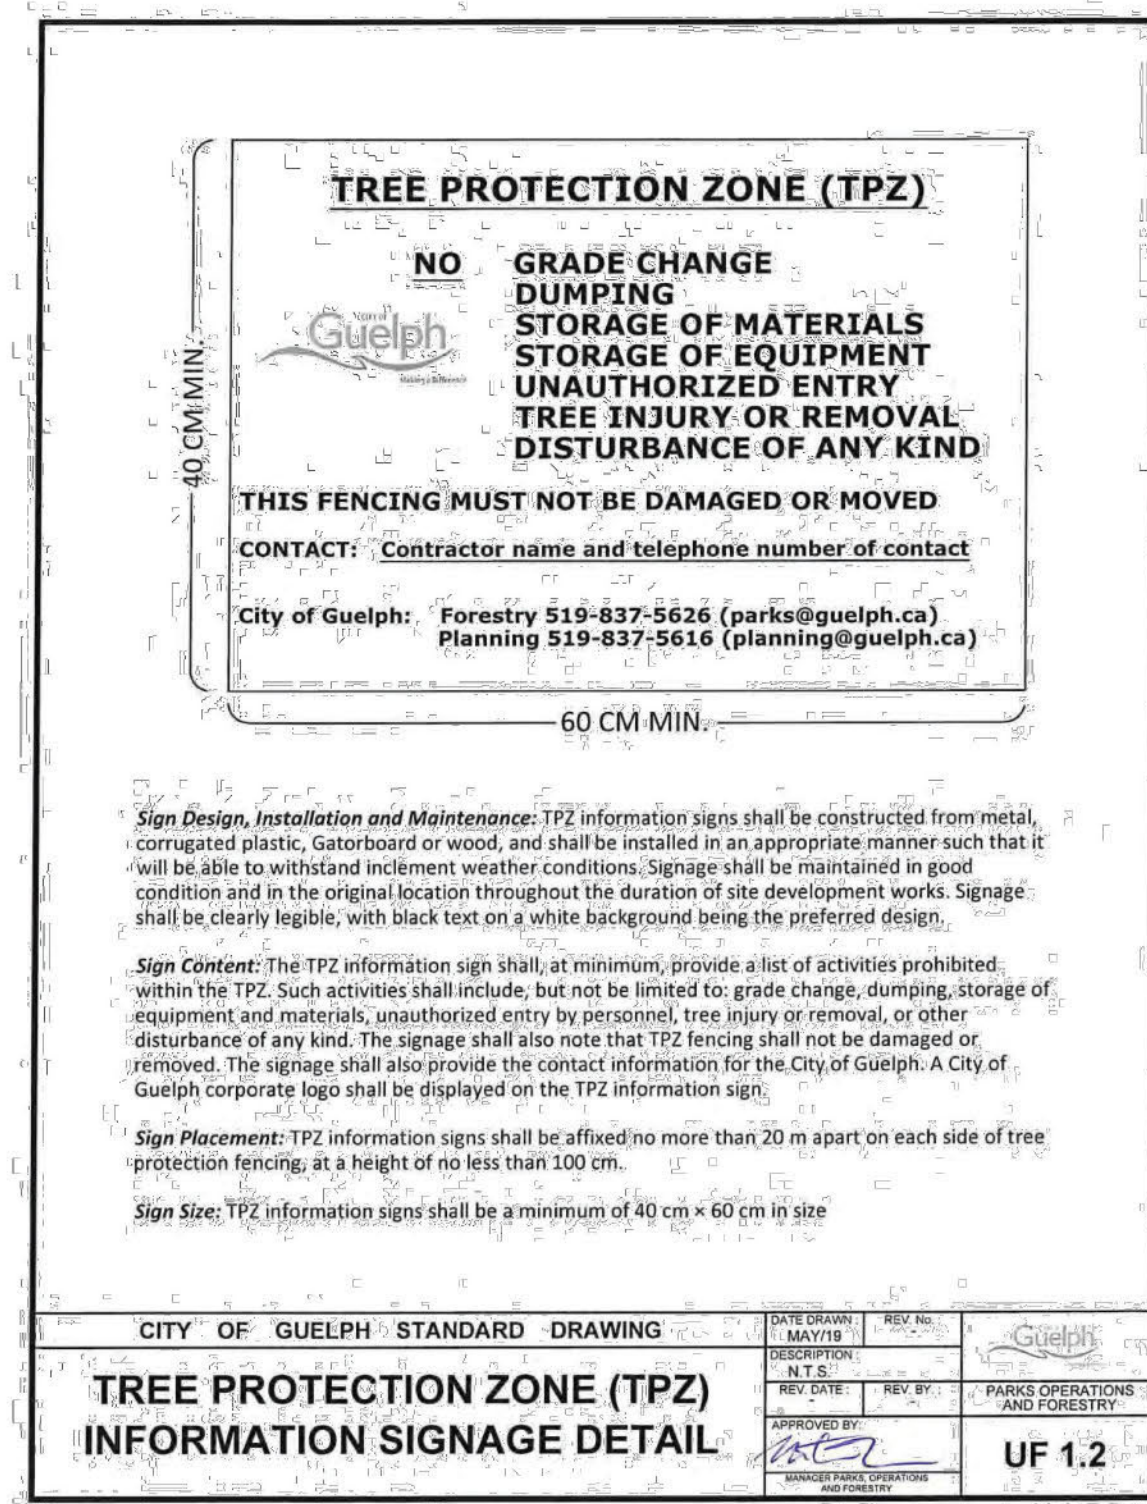 TREE PROTECTION ZONE (TPZ)
NO GRADE CHANGE
DUMPING
STORAGE OF MATERIALS
STORAGE OF EQUIPMENT
UNAUTHORIZED ENTRY
TREE INJURY OR REMOVAL
DISTURBANCE OF ANY KIND
City of
Guelph
Making a Difference
40 CM MIN.
THIS FENCING MUST NOT BE DAMAGED OR MOVED
CONTACT: Contractor name and telephone number of contact
City of Guelph: Forestry 519-837-5626 (parks@guelph.ca)
Planning 519-837-5616 (planning@guelph.ca)
60 CM MIN.
Sign Design, Installation and Maintenance: TPZ information signs shall be constructed from metal,
corrugated plastic, Gatorboard or wood, and shall be installed in an appropriate manner such that it
will be able to withstand inclement weather conditions. Signage shall be maintained in good
condition and in the original location throughout the duration of site development works. Signage
shall be clearly legible, with black text on a white background being the preferred design.
Sign Content: The TPZ information sign shall, at minimum, provide a list of activities prohibited
within the TPZ. Such activities shall include, but not be limited to: grade change, dumping, storage of
equipment and materials, unauthorized entry by personnel, tree injury or removal, or other
disturbance of any kind. The signage shall also note that TPZ fencing shall not be damaged or
removed. The signage shall also provide the contact information for the City of Guelph. A City of
Guelph corporate logo shall be displayed on the TPZ information sign.
Sign Placement: TPZ information signs shall be affixed no more than 20 m apart on each side of tree
protection fencing, at a height of no less than 100 cm.
Sign Size: TPZ information signs shall be a minimum of 40 cm × 60 cm in size
CITY OF GUELPH STANDARD DRAWING
TREE PROTECTION ZONE (TPZ)
INFORMATION SIGNAGE DETAIL
DATE DRAWN:
MAY/19
REV. No.
-
DESCRIPTION:
N.T.S.
REV. DATE:
-
REV. BY:
-
APPROVED BY:
MANAGER PARKS, OPERATIONS
AND FORESTRY
Guelph
PARKS OPERATIONS
AND FORESTRY
UF 1.2